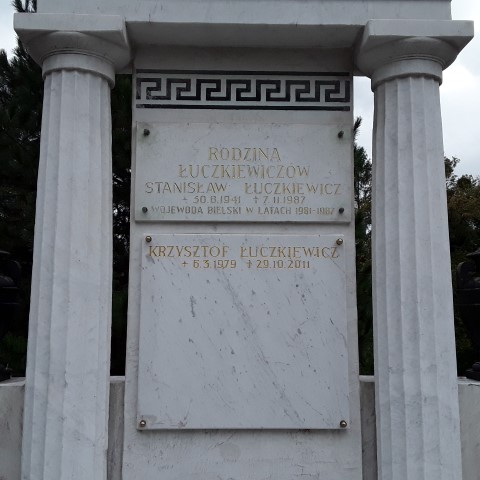 RODZINA
ŁUCZKIEWICZÓW
STANISŁAW ŁUCZKIEWICZ
+ 30.8.1941 + 7.11.1987
WOJEWODA BIELSKI W LATACH 1981-1987
KRZYSZTOF ŁUCZKIEWICZ
+ 6.3.1979 + 29.10.2011